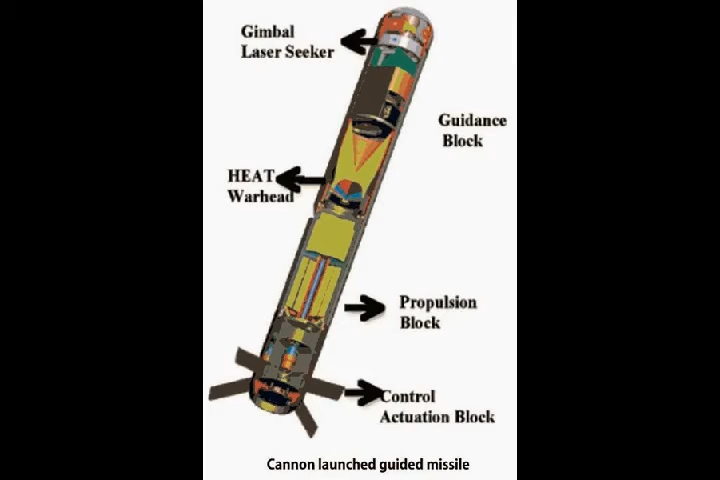 Gimbal
Laser Seeker
Guidance
Block
HEAT
Warhead
Propulsion
Block
Control
Actuation Block
Cannon launched guided missile